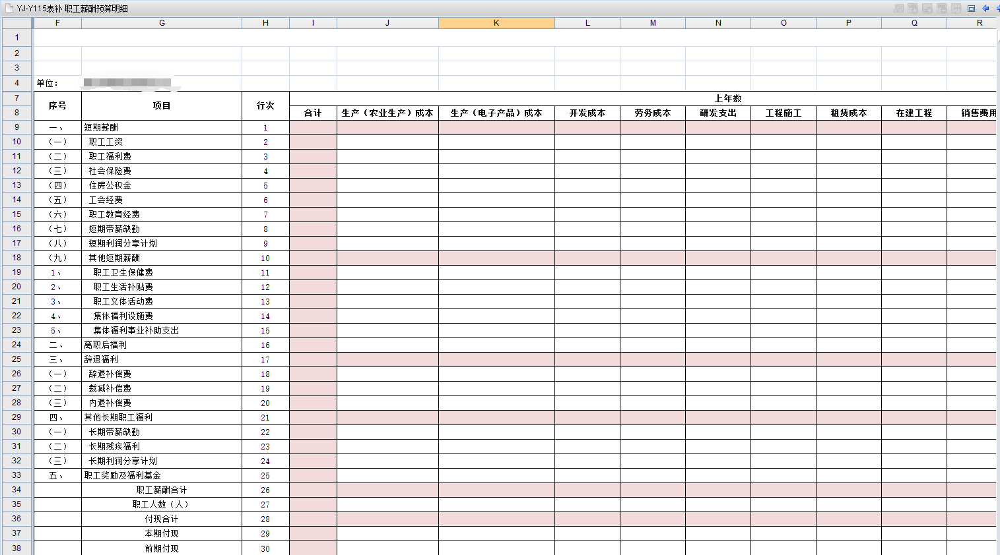 YJ-Y115表补 职工薪酬预算明细
F G H I J K L M N O P Q R
1
2
3
4 单位：
7 序号 项目 行次 上年数
8 合计 生产（农业生产）成本 生产（电子产品）成本 开发成本 劳务成本 研发支出 工程施工 租赁成本 在建工程 销售费用
9 一、 短期薪酬 1
10 （一） 职工工资 2
11 （二） 职工福利费 3
12 （三） 社会保险费 4
13 （四） 住房公积金 5
14 （五） 工会经费 6
15 （六） 职工教育经费 7
16 （七） 短期带薪缺勤 8
17 （八） 短期利润分享计划 9
18 （九） 其他短期薪酬 10
19 1、 职工卫生保健费 11
20 2、 职工生活补贴费 12
21 3、 职工文体活动费 13
22 4、 集体福利设施费 14
23 5、 集体福利事业补助支出 15
24 二、 离职后福利 16
25 三、 辞退福利 17
26 （一） 辞退补偿费 18
27 （二） 裁减补偿费 19
28 （三） 内退补偿费 20
29 四、 其他长期职工福利 21
30 （一） 长期带薪缺勤 22
31 （二） 长期残疾福利 23
32 （三） 长期利润分享计划 24
33 五、 职工奖励及福利基金 25
34 职工薪酬合计 26
35 职工人数（人） 27
36 付现合计 28
37 本期付现 29
38 前期付现 30